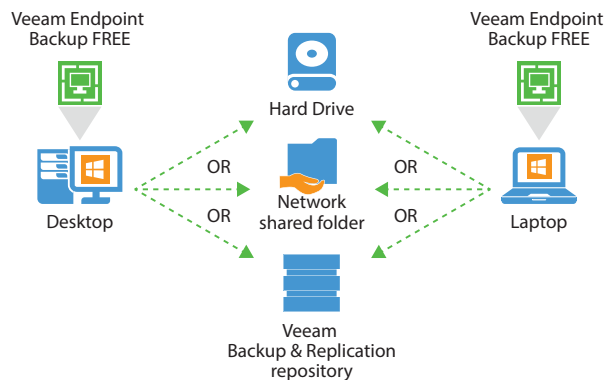 Veeam Endpoint
Backup FREE
Veeam Endpoint
Backup FREE
Hard Drive
OR
OR
Desktop
Network
shared folder
Laptop
OR
OR
Veeam
Backup & Replication
repository